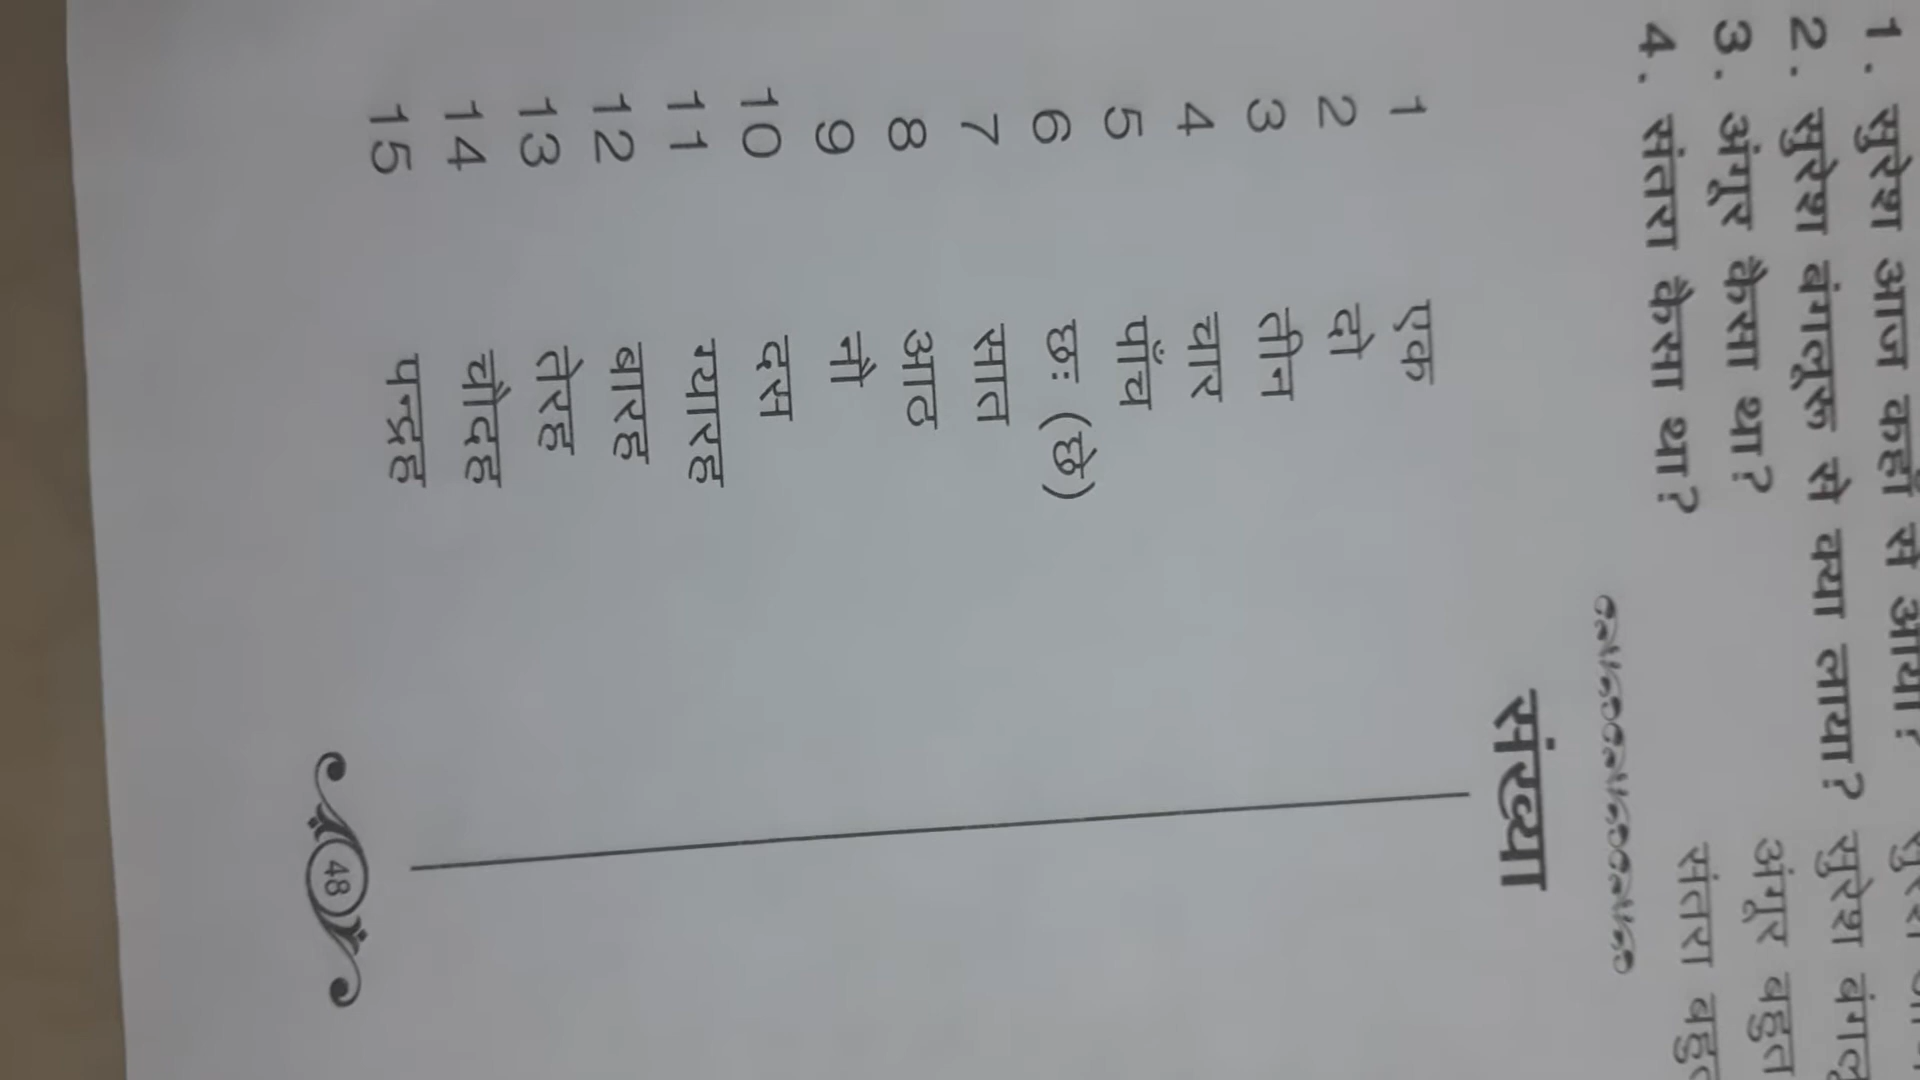 1. सुरेश आज कहाँ से आया?
2. सुरेश बंगलूरू से क्या लाया? सुरेश
3. अंगूर कैसा था? अंगूर बहुत
4. संतरा कैसा था? संतरा
संख्या
1 एक
2 दो
3 तीन
4 चार
5 पाँच
6 छः (छे)
7 सात
8 आठ
9 नौ
10 दस
11 ग्यारह
12 बारह
13 तेरह
14 चौदह
15 पन्द्रह
48